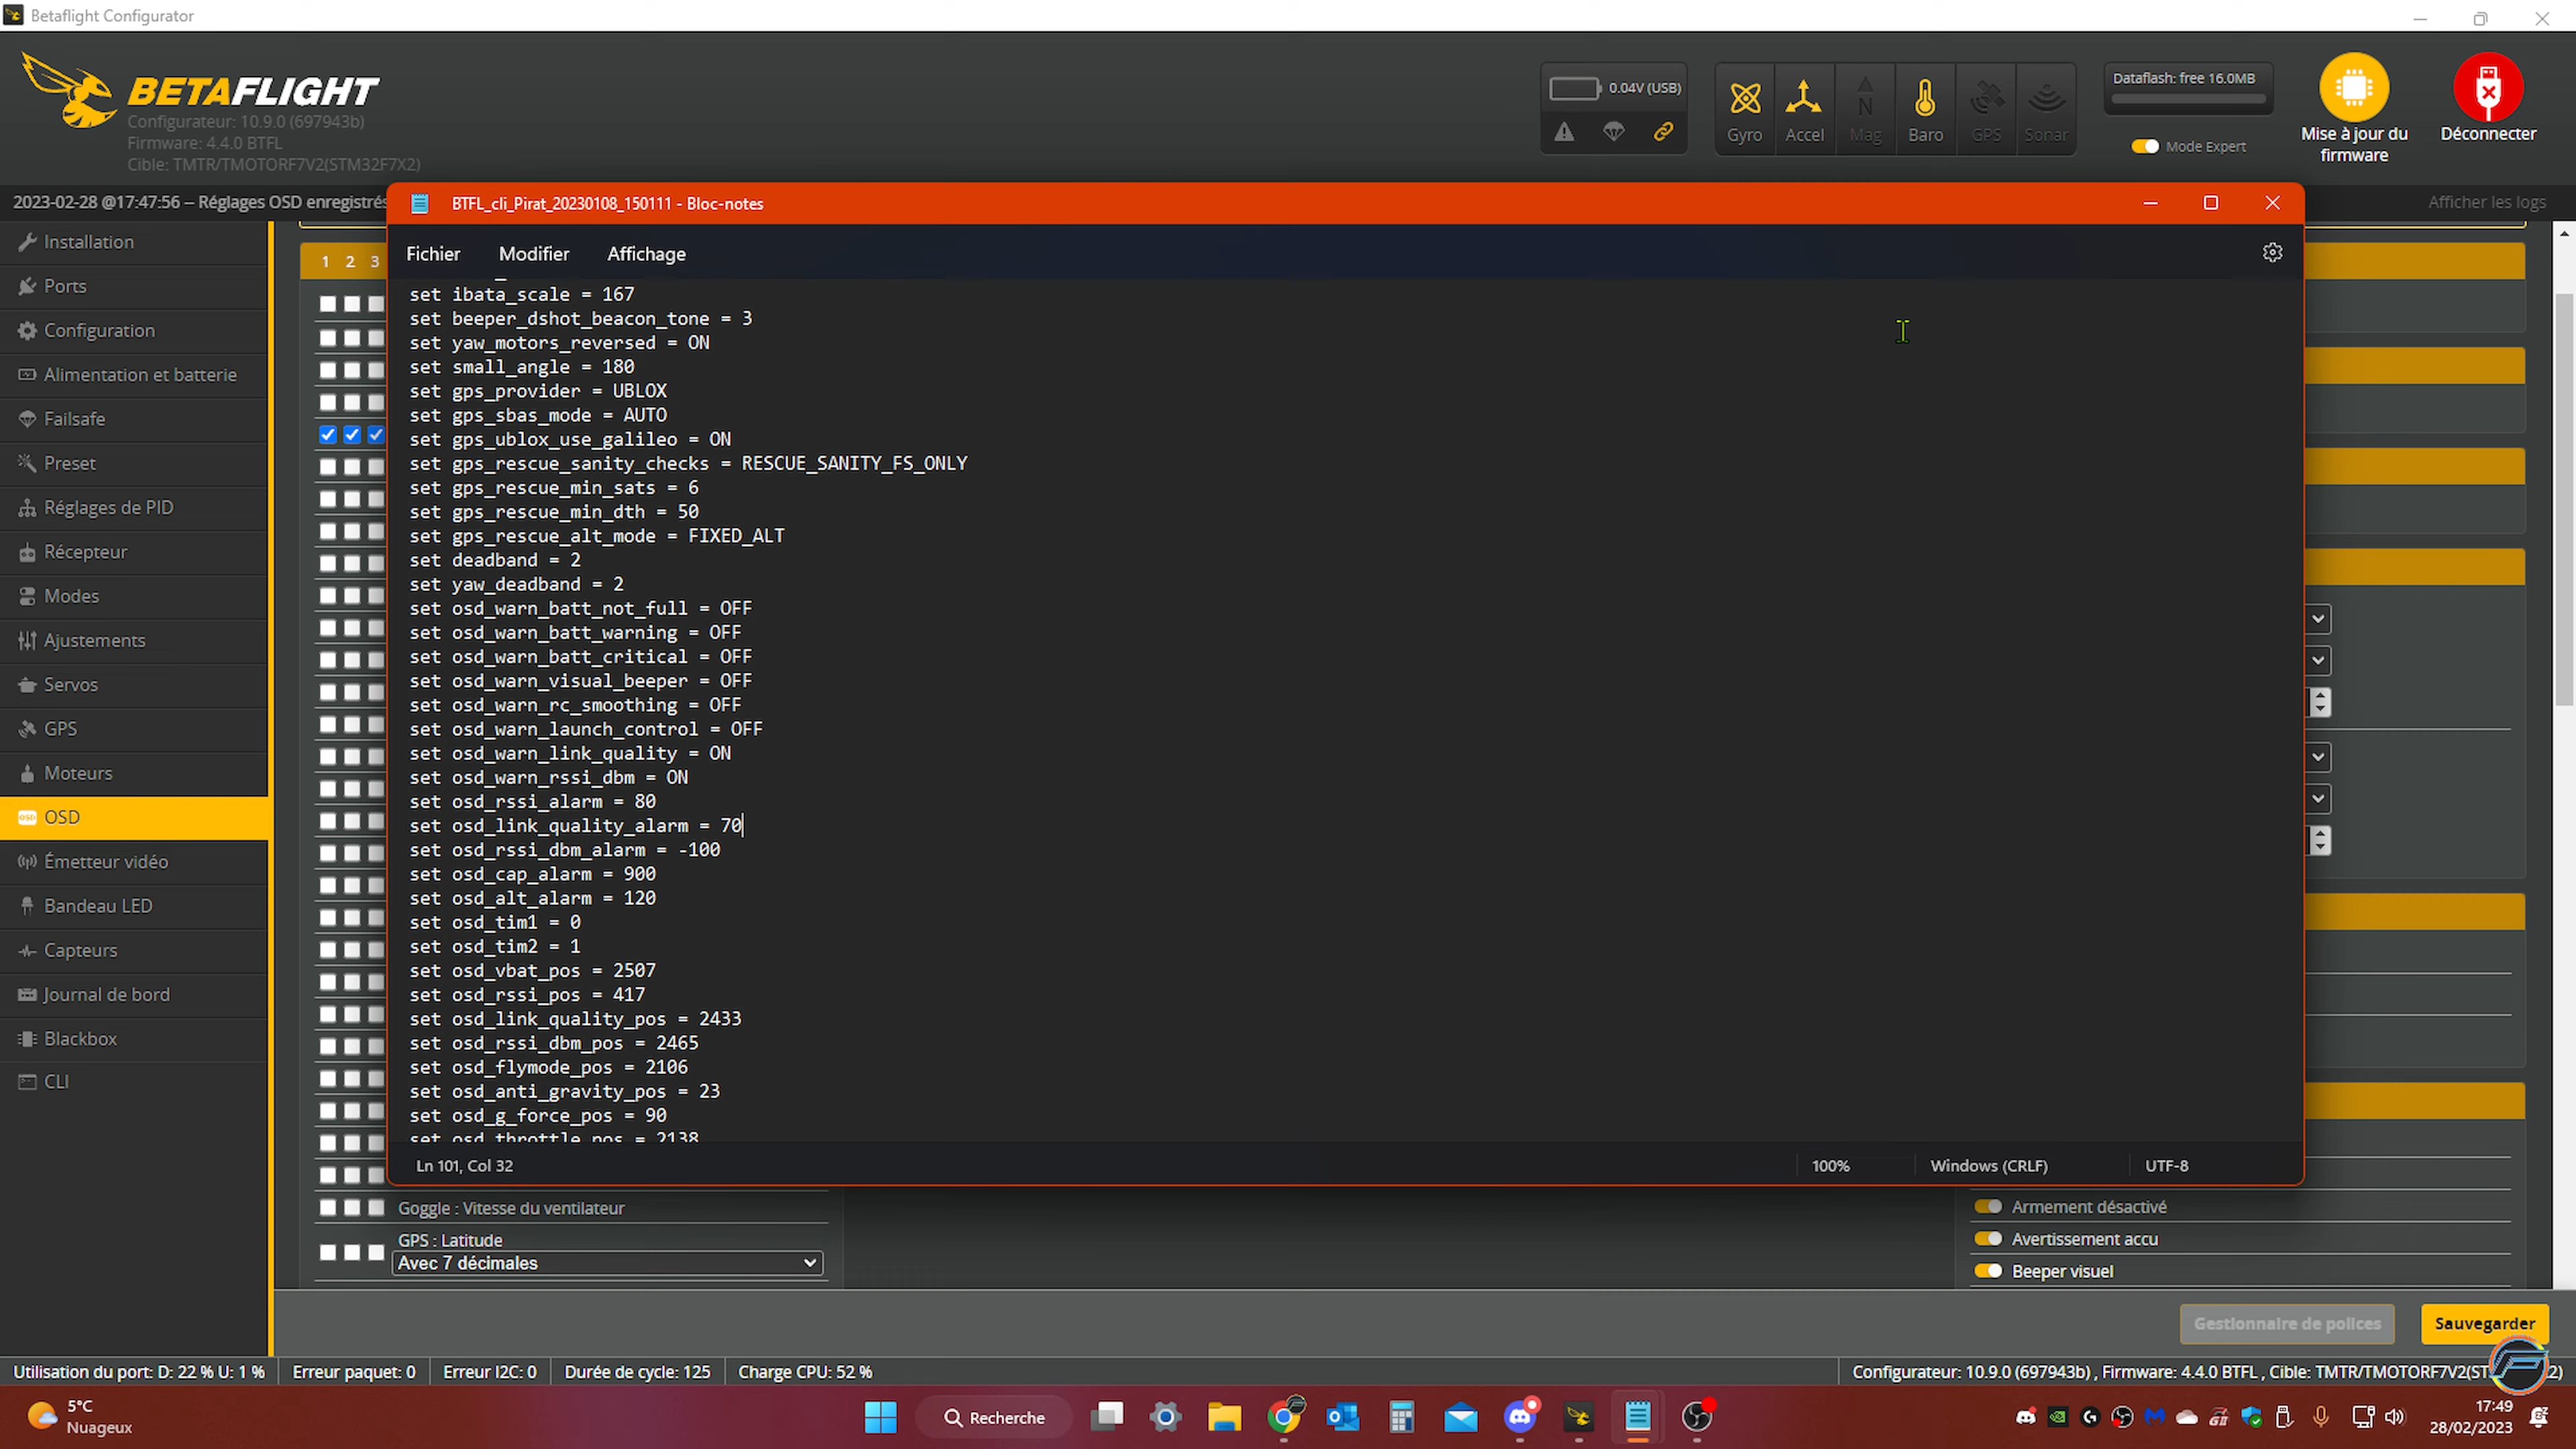 Betaflight Configurator
BETAFLIGHT
Configurateur: 10.9.0 (697943b)
Firmware: 4.4.0 BTFL
Cible: TMTR/TMOTORF7V2(STM32F7X2)
0.04V (USB)
Gyro
Accel
Mag
Baro
GPS
Sonar
Dataflash: free 16.0MB
Mode Expert
Mise à jour du
firmware
Déconnecter
2023-02-28 @17:47:56 -- Réglages OSD enregistrés
Afficher les logs
Installation
Ports
Configuration
Alimentation et batterie
Failsafe
Preset
Réglages de PID
Récepteur
Modes
Ajustements
Servos
GPS
Moteurs
OSD
Émetteur vidéo
Bandeau LED
Capteurs
Journal de bord
Blackbox
CLI
1 2 3
BTFL_cli_Pirat_20230108_150111 - Bloc-notes
Fichier Modifier Affichage
set ibata_scale = 167
set beeper_dshot_beacon_tone = 3
set yaw_motors_reversed = ON
set small_angle = 180
set gps_provider = UBLOX
set gps_sbas_mode = AUTO
set gps_ublox_use_galileo = ON
set gps_rescue_sanity_checks = RESCUE_SANITY_FS_ONLY
set gps_rescue_min_sats = 6
set gps_rescue_min_dth = 50
set gps_rescue_alt_mode = FIXED_ALT
set deadband = 2
set yaw_deadband = 2
set osd_warn_batt_not_full = OFF
set osd_warn_batt_warning = OFF
set osd_warn_batt_critical = OFF
set osd_warn_visual_beeper = OFF
set osd_warn_rc_smoothing = OFF
set osd_warn_launch_control = OFF
set osd_warn_link_quality = ON
set osd_warn_rssi_dbm = ON
set osd_rssi_alarm = 80
set osd_link_quality_alarm = 70
set osd_rssi_dbm_alarm = -100
set osd_cap_alarm = 900
set osd_alt_alarm = 120
set osd_tim1 = 0
set osd_tim2 = 1
set osd_vbat_pos = 2507
set osd_rssi_pos = 417
set osd_link_quality_pos = 2433
set osd_rssi_dbm_pos = 2465
set osd_flymode_pos = 2106
set osd_anti_gravity_pos = 23
set osd_g_force_pos = 90
set osd_throttle_pos = 2138
Ln 101, Col 32
100%
Windows (CRLF)
UTF-8
Goggle : Vitesse du ventilateur
GPS : Latitude
Avec 7 décimales
Armement désactivé
Avertissement accu
Beeper visuel
Gestionnaire de polices
Sauvegarder
Utilisation du port: D: 22 % U: 1 %
Erreur paquet: 0
Erreur I2C: 0
Durée de cycle: 125
Charge CPU: 52 %
Configurateur: 10.9.0 (697943b) , Firmware: 4.4.0 BTFL , Cible: TMTR/TMOTORF7V2(ST 2)
5°C
Nuageux
Recherche
17:49
28/02/2023